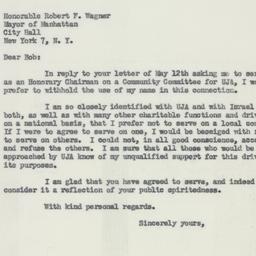 Honorable Robert F. Wagner
Mayor of Manhattan
City Hall
New York 7, N. Y.
Dear Bob:
In reply to your letter of May 12th asking me to
as an Honorary Chairman on a Community Committee for UJA, I
prefer to withhold the use of my name in this connection.
I am so closely identified with UJA and with Israel
both, as well as with many other charitable functions and
on a national basis, that I prefer not to serve on a local
If I were to agree to serve on one, I would be beseiged with
to serve on others. I could not, in all good conscience,
and refuse the others. I am sure that all those who would be
approached by UJA know of my unqualified support for this
its purposes.
I am glad that you have agreed to serve, and indeed
consider it a reflection of your public spiritedness.
With kind personal regards.
Sincerely yours,